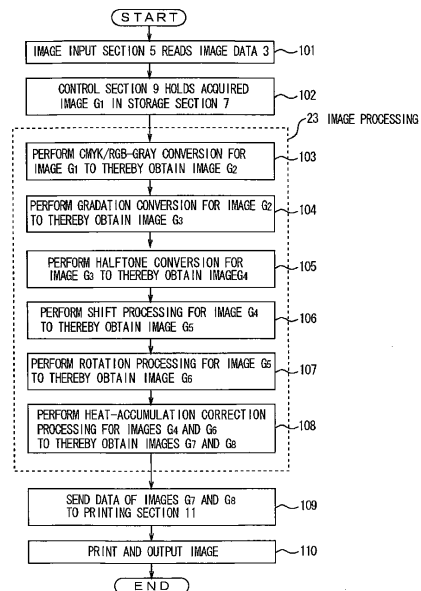 START
IMAGE INPUT SECTION 5 READS IMAGE DATA 3
101
CONTROL SECTION 9 HOLDS ACQUIRED
IMAGE G1 IN STORAGE SECTION 7
102
23 IMAGE PROCESSING
PERFORM CMYK/RGB-GRAY CONVERSION FOR
IMAGE G1 TO THEREBY OBTAIN IMAGE G2
103
PERFORM GRADATION CONVERSION FOR IMAGE G2
TO THEREBY OBTAIN IMAGE G3
104
PERFORM HALFTONE CONVERSION FOR
IMAGE G3 TO THEREBY OBTAIN IMAGEG4
105
PERFORM SHIFT PROCESSING FOR IMAGE G4
TO THEREBY OBTAIN IMAGE G5
106
PERFORM ROTATION PROCESSING FOR IMAGE G5
TO THEREBY OBTAIN IMAGE G6
107
PERFORM HEAT-ACCUMULATION CORRECTION
PROCESSING FOR IMAGES G4 AND G6
TO THEREBY OBTAIN IMAGES G7 AND G8
108
SEND DATA OF IMAGES G7 AND G8
TO PRINTING SECTION 11
109
PRINT AND OUTPUT IMAGE
110
END